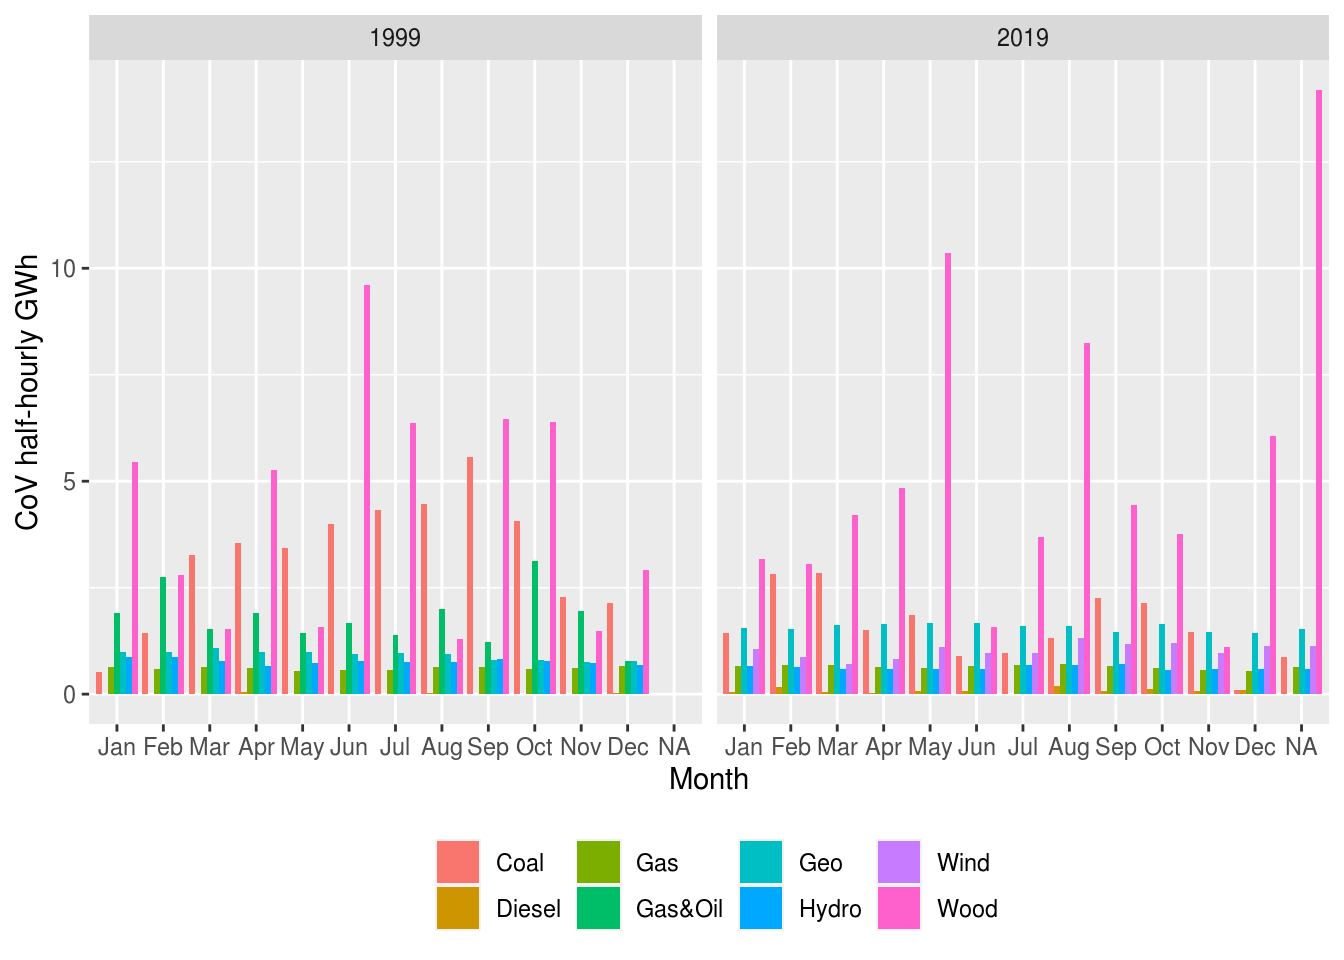 1999 2019
CoV half-hourly GWh
10
5
0
Jan Feb Mar Apr May Jun Jul Aug Sep Oct Nov Dec NA Jan Feb Mar Apr May Jun Jul Aug Sep Oct Nov Dec NA
Month
Coal Gas Geo Wind
Diesel Gas&Oil Hydro Wood